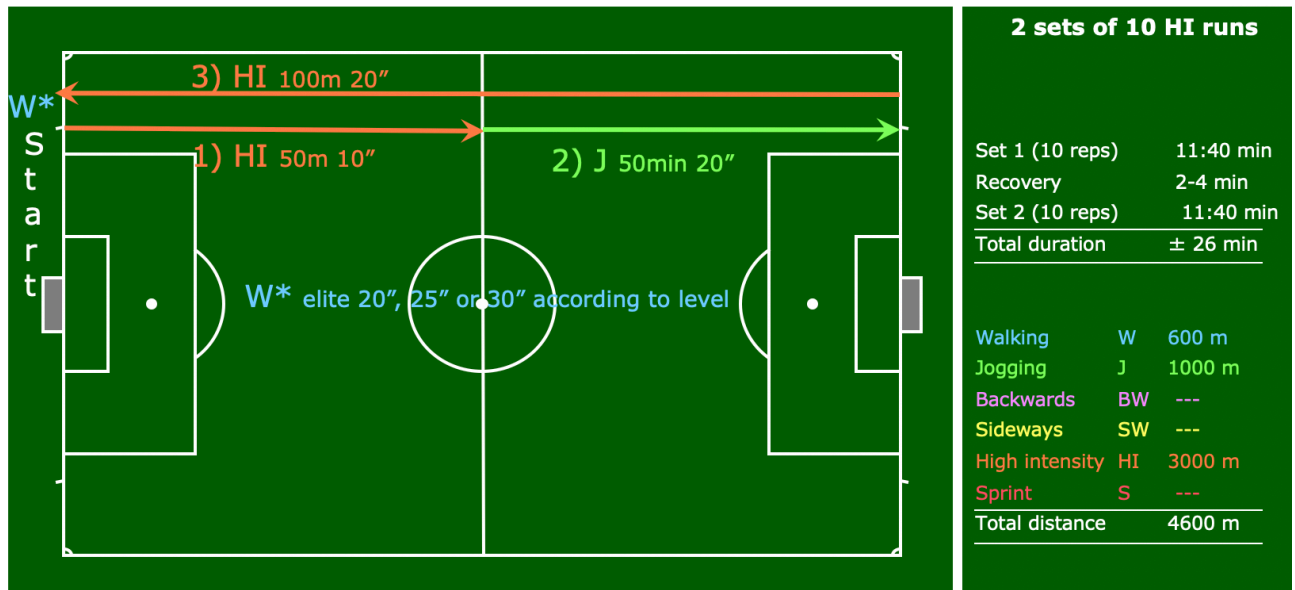 2 sets of 10 HI runs
3) HI 100m 20”
W*
Start
1) HI 50m 10”
2) J 50min 20”
W* elite 20”, 25” or 30” according to level
Set 1 (10 reps) 11:40 min
Recovery 2-4 min
Set 2 (10 reps) 11:40 min
Total duration ± 26 min
Walking W 600 m
Jogging J 1000 m
Backwards BW ---
Sideways SW ---
High intensity HI 3000 m
Sprint S ---
Total distance 4600 m